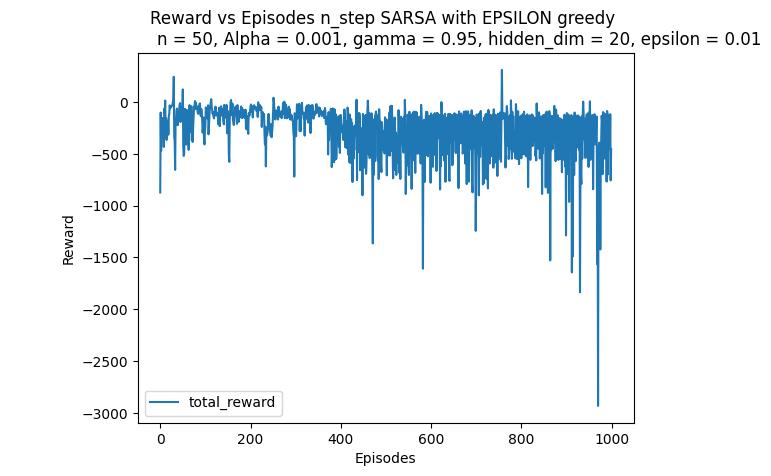 Reward vs Episodes n_step SARSA with EPSILON greedy
n = 50, Alpha = 0.001, gamma = 0.95, hidden_dim = 20, epsilon = 0.01
0
−500
−1000
−1500
−2000
−2500
−3000
Reward
total_reward
0 200 400 600 800 1000
Episodes